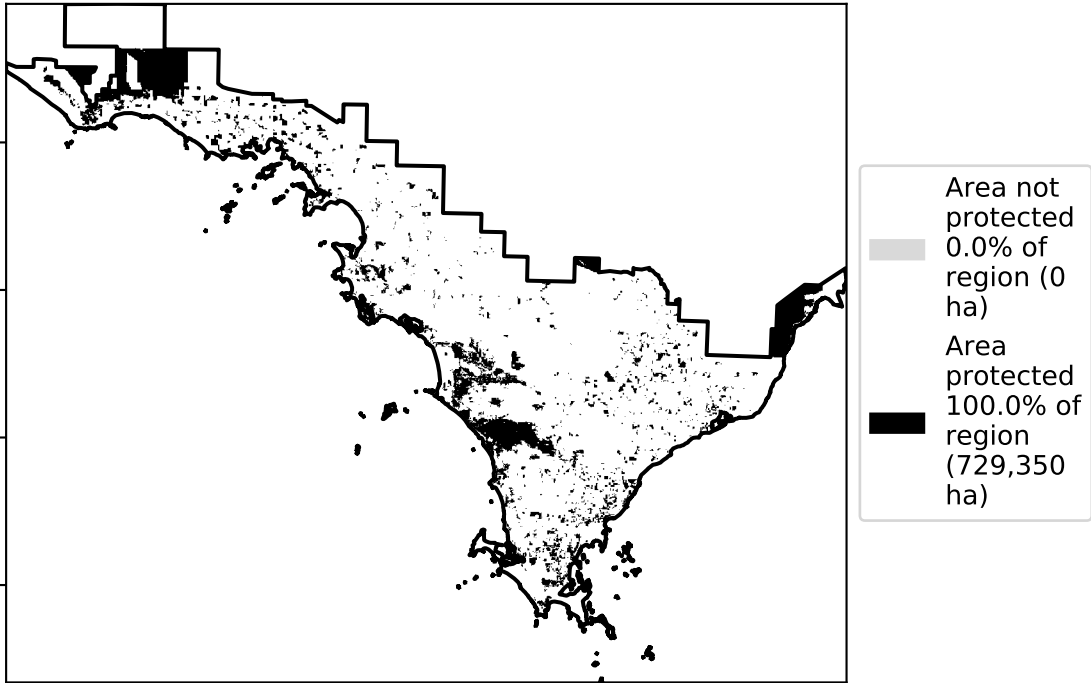 Area not
protected
0.0% of
region (0
ha)
Area
protected
100.0% of
region
(729,350
ha)